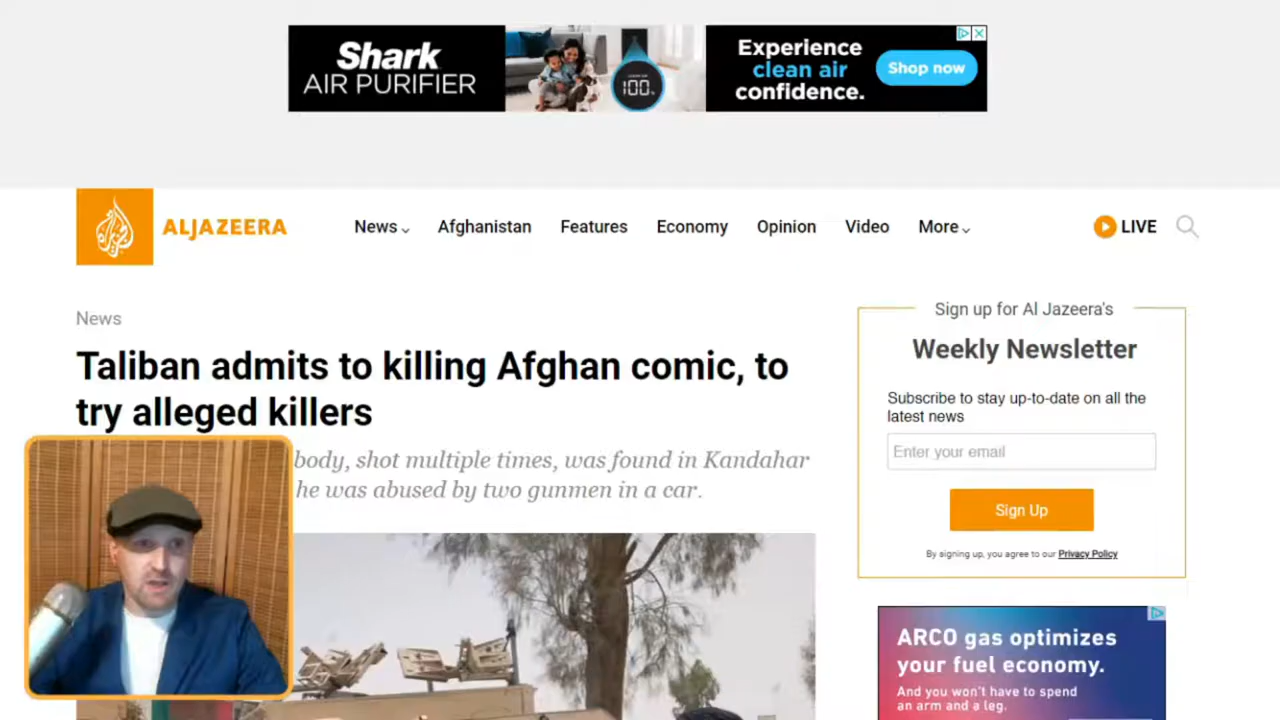 Shark
AIR PURIFIER
CLEAN AIR
100%
Experience
clean air
confidence.
Shop now
ALJAZEERA
News
Afghanistan
Features
Economy
Opinion
Video
More
LIVE
News
Taliban admits to killing Afghan comic, to
try alleged killers
body, shot multiple times, was found in Kandahar
he was abused by two gunmen in a car.
Sign up for Al Jazeera's
Weekly Newsletter
Subscribe to stay up-to-date on all the
latest news
Enter your email
Sign Up
By signing up, you agree to our Privacy Policy
ARCO gas optimizes
your fuel economy.
And you won't have to spend
an arm and a leg.